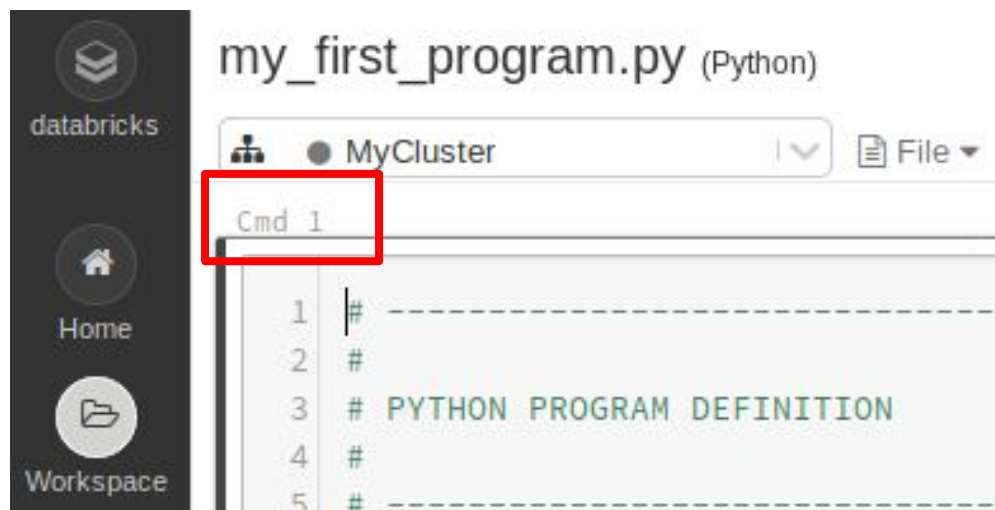 databricks
Home
Workspace
my_first_program.py (Python)
MyCluster
File
Cmd 1
1 # -------------------------------
2 #
3 # PYTHON PROGRAM DEFINITION
4 #
5 # -------------------------------